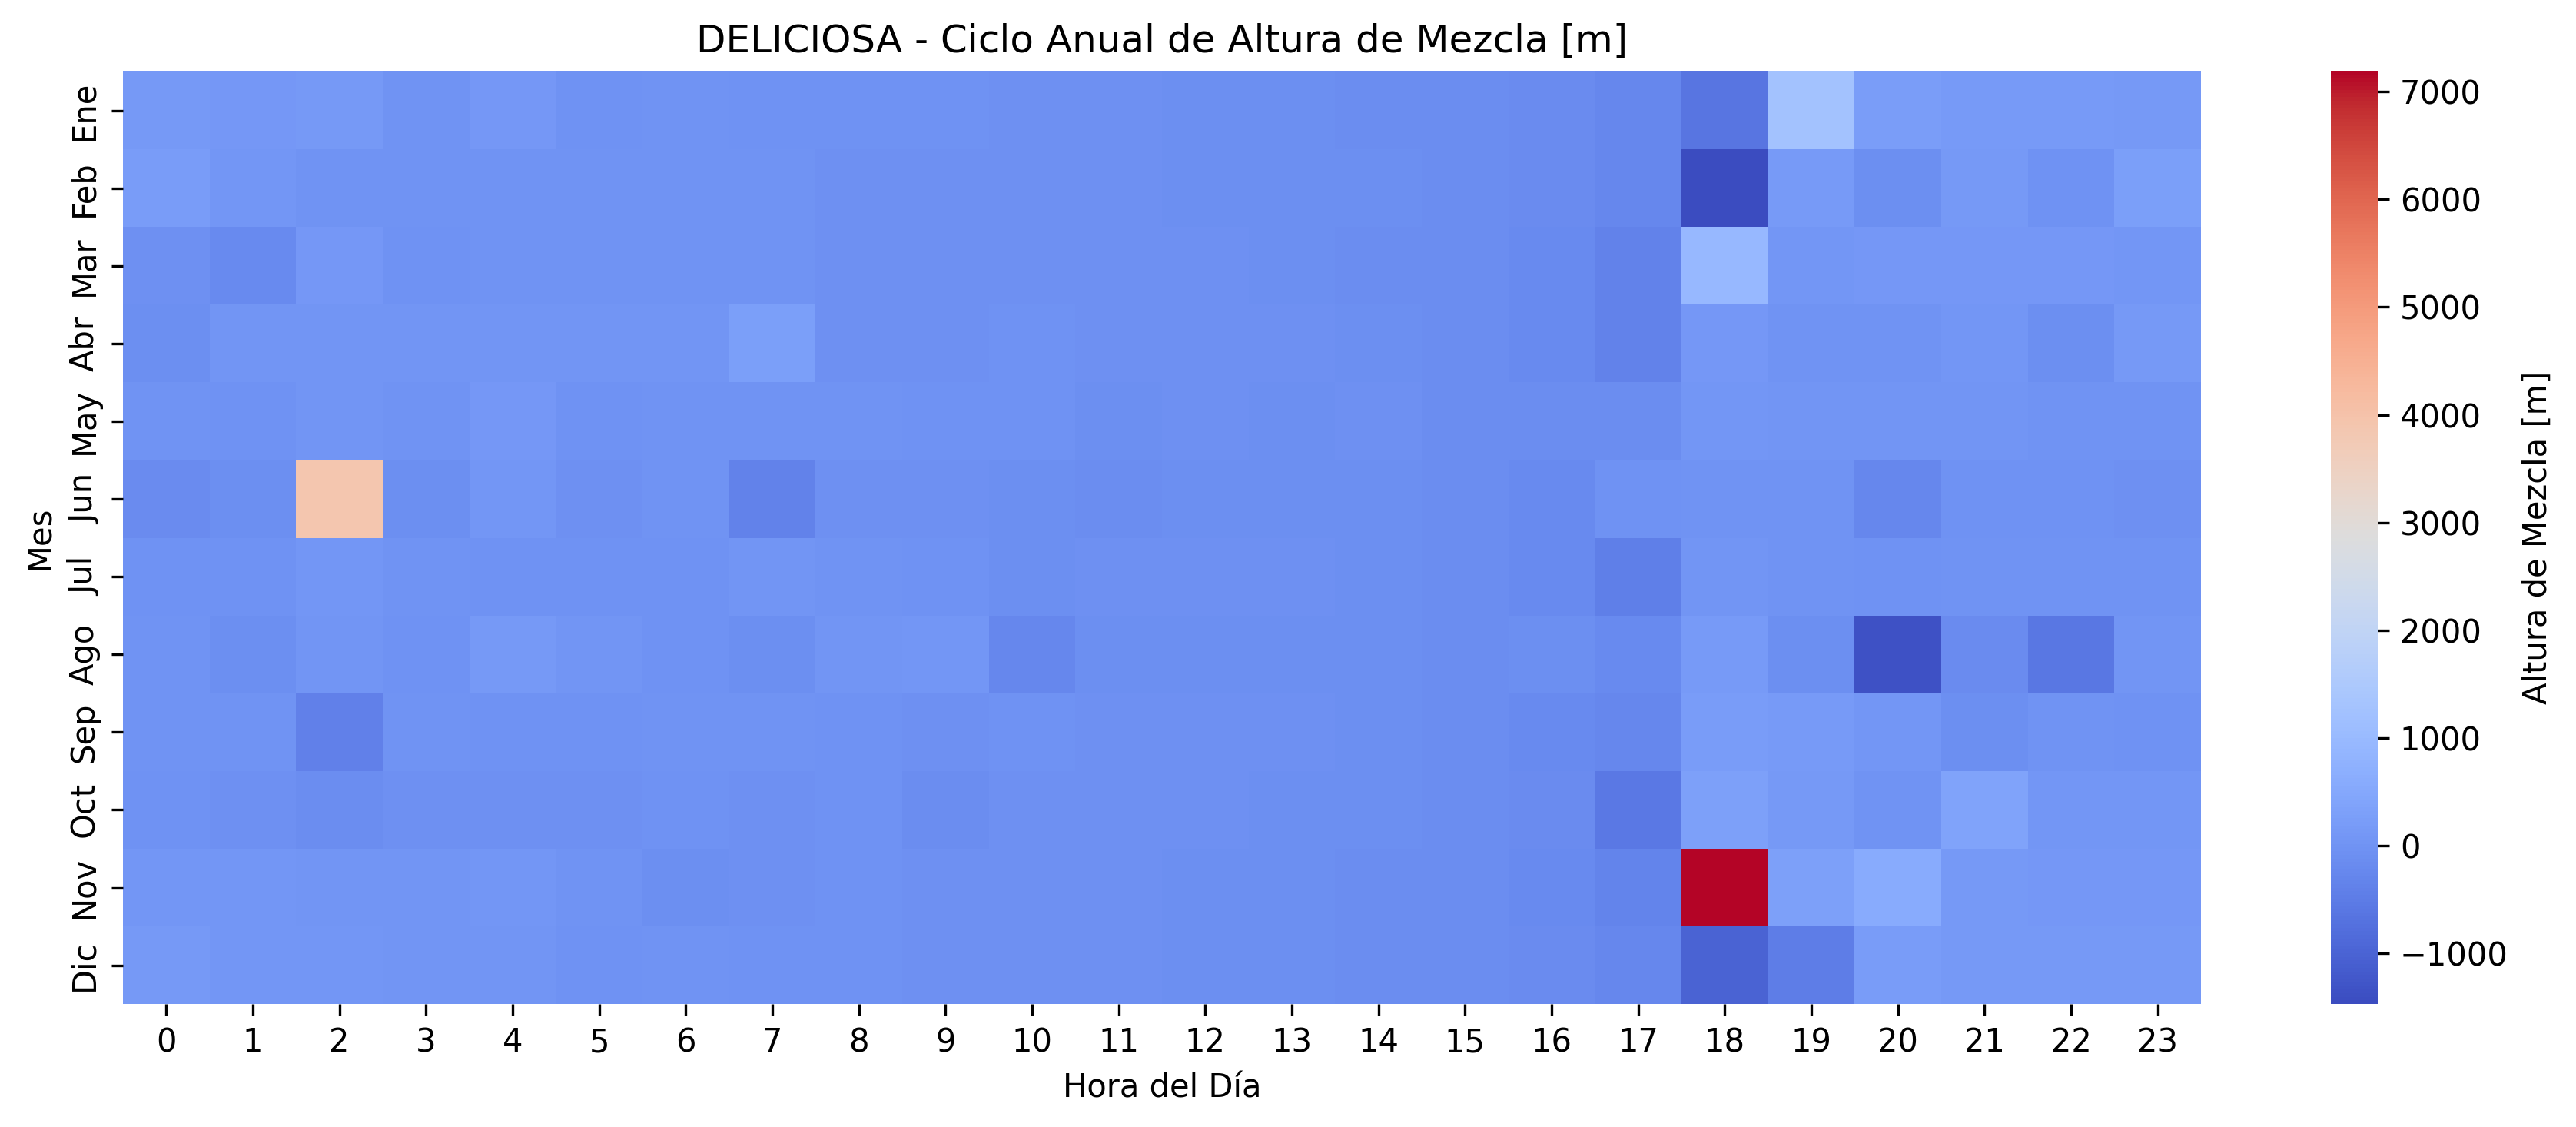 DELICIOSA - Ciclo Anual de Altura de Mezcla [m]
Mes
Ene
Feb
Mar
Abr
May
Jun
Jul
Ago
Sep
Oct
Nov
Dic
0 1 2 3 4 5 6 7 8 9 10 11 12 13 14 15 16 17 18 19 20 21 22 23
Hora del Día
7000
6000
5000
4000
3000
2000
1000
0
−1000
Altura de Mezcla [m]